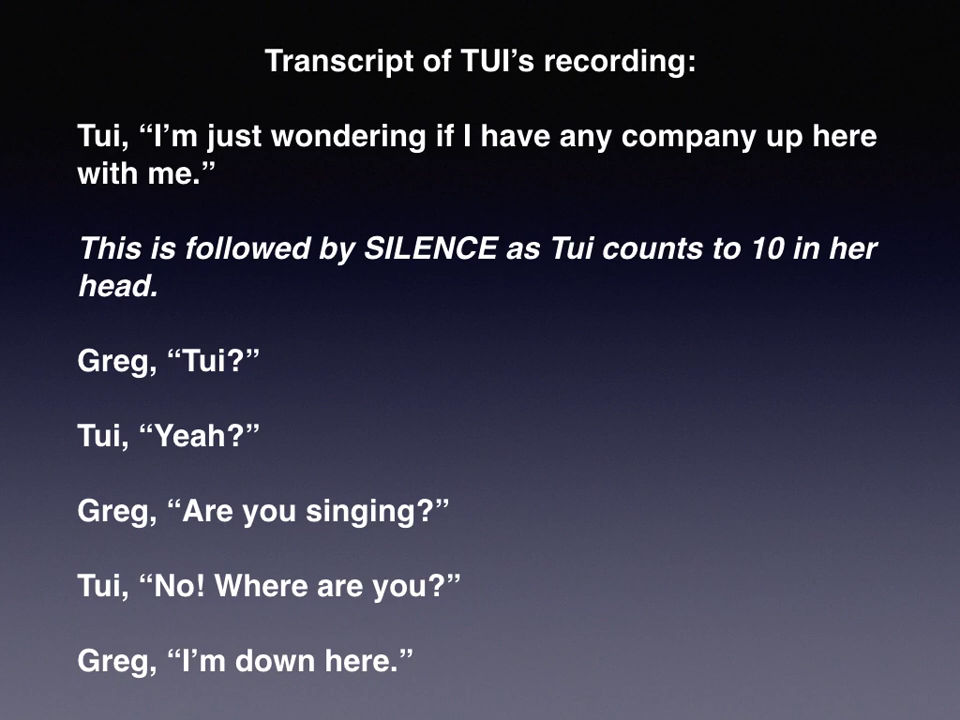 Transcript of TUI’s recording:
Tui, “I’m just wondering if I have any company up here
with me.”
This is followed by SILENCE as Tui counts to 10 in her
head.
Greg, “Tui?”
Tui, “Yeah?”
Greg, “Are you singing?”
Tui, “No! Where are you?”
Greg, “I’m down here.”